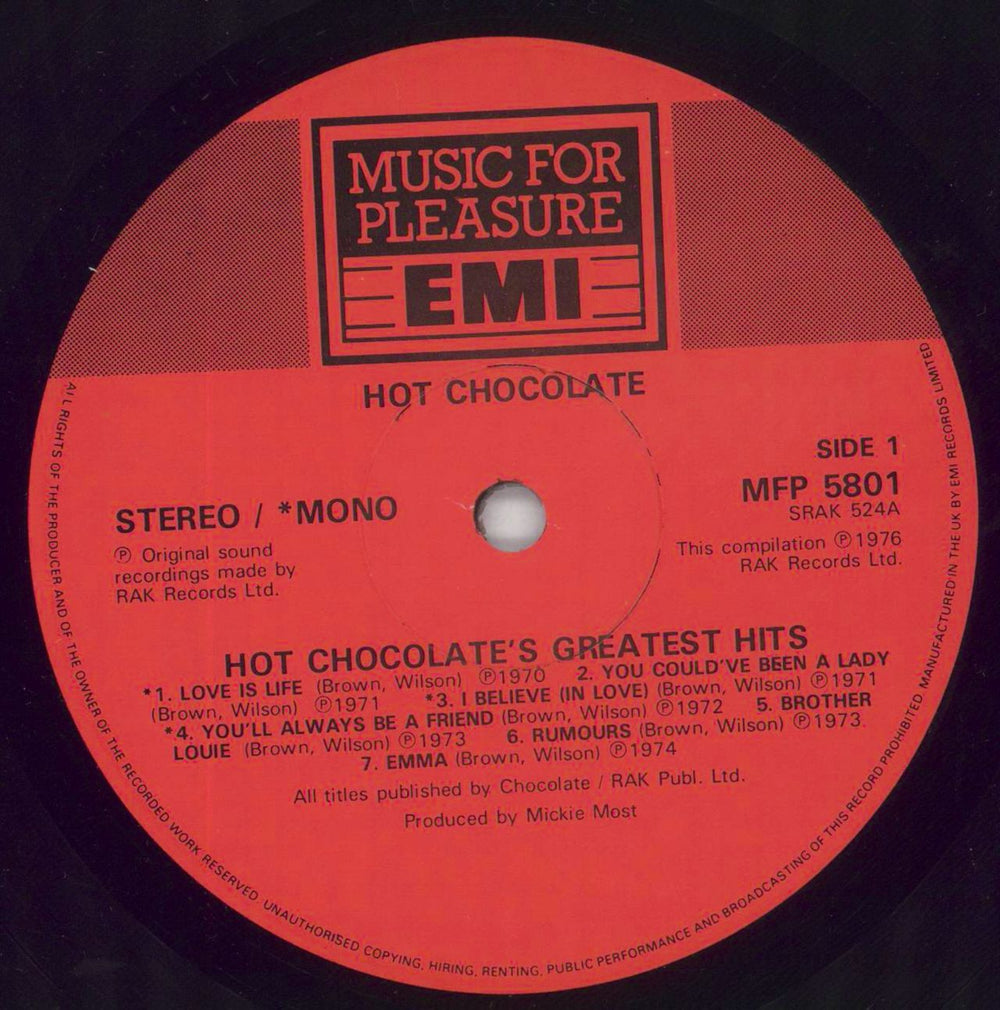 MUSIC FOR
PLEASURE
EMI
HOT CHOCOLATE
SIDE 1
MFP 5801
SRAK 524A
STEREO / *MONO
℗ Original sound
recordings made by
RAK Records Ltd.
This compilation ℗1976
RAK Records Ltd.
HOT CHOCOLATE'S GREATEST HITS
*1. LOVE IS LIFE (Brown, Wilson) ℗1970 2. YOU COULD'VE BEEN A LADY
(Brown, Wilson) ℗1971 *3. I BELIEVE (IN LOVE) (Brown, Wilson) ℗1971
*4. YOU'LL ALWAYS BE A FRIEND (Brown, Wilson) ℗1972 5. BROTHER
LOUIE (Brown, Wilson) ℗1973 6. RUMOURS (Brown, Wilson) ℗1973.
7. EMMA (Brown, Wilson) ℗1974
All titles published by Chocolate / RAK Publ. Ltd.
Produced by Mickie Most
ALL RIGHTS OF THE PRODUCER AND OF THE OWNER OF THE RECORDED WORK RESERVED. UNAUTHORISED COPYING, HIRING, RENTING, PUBLIC PERFORMANCE AND BROADCASTING OF THIS RECORD PROHIBITED. MANUFACTURED IN THE UK BY EMI RECORDS LIMITED